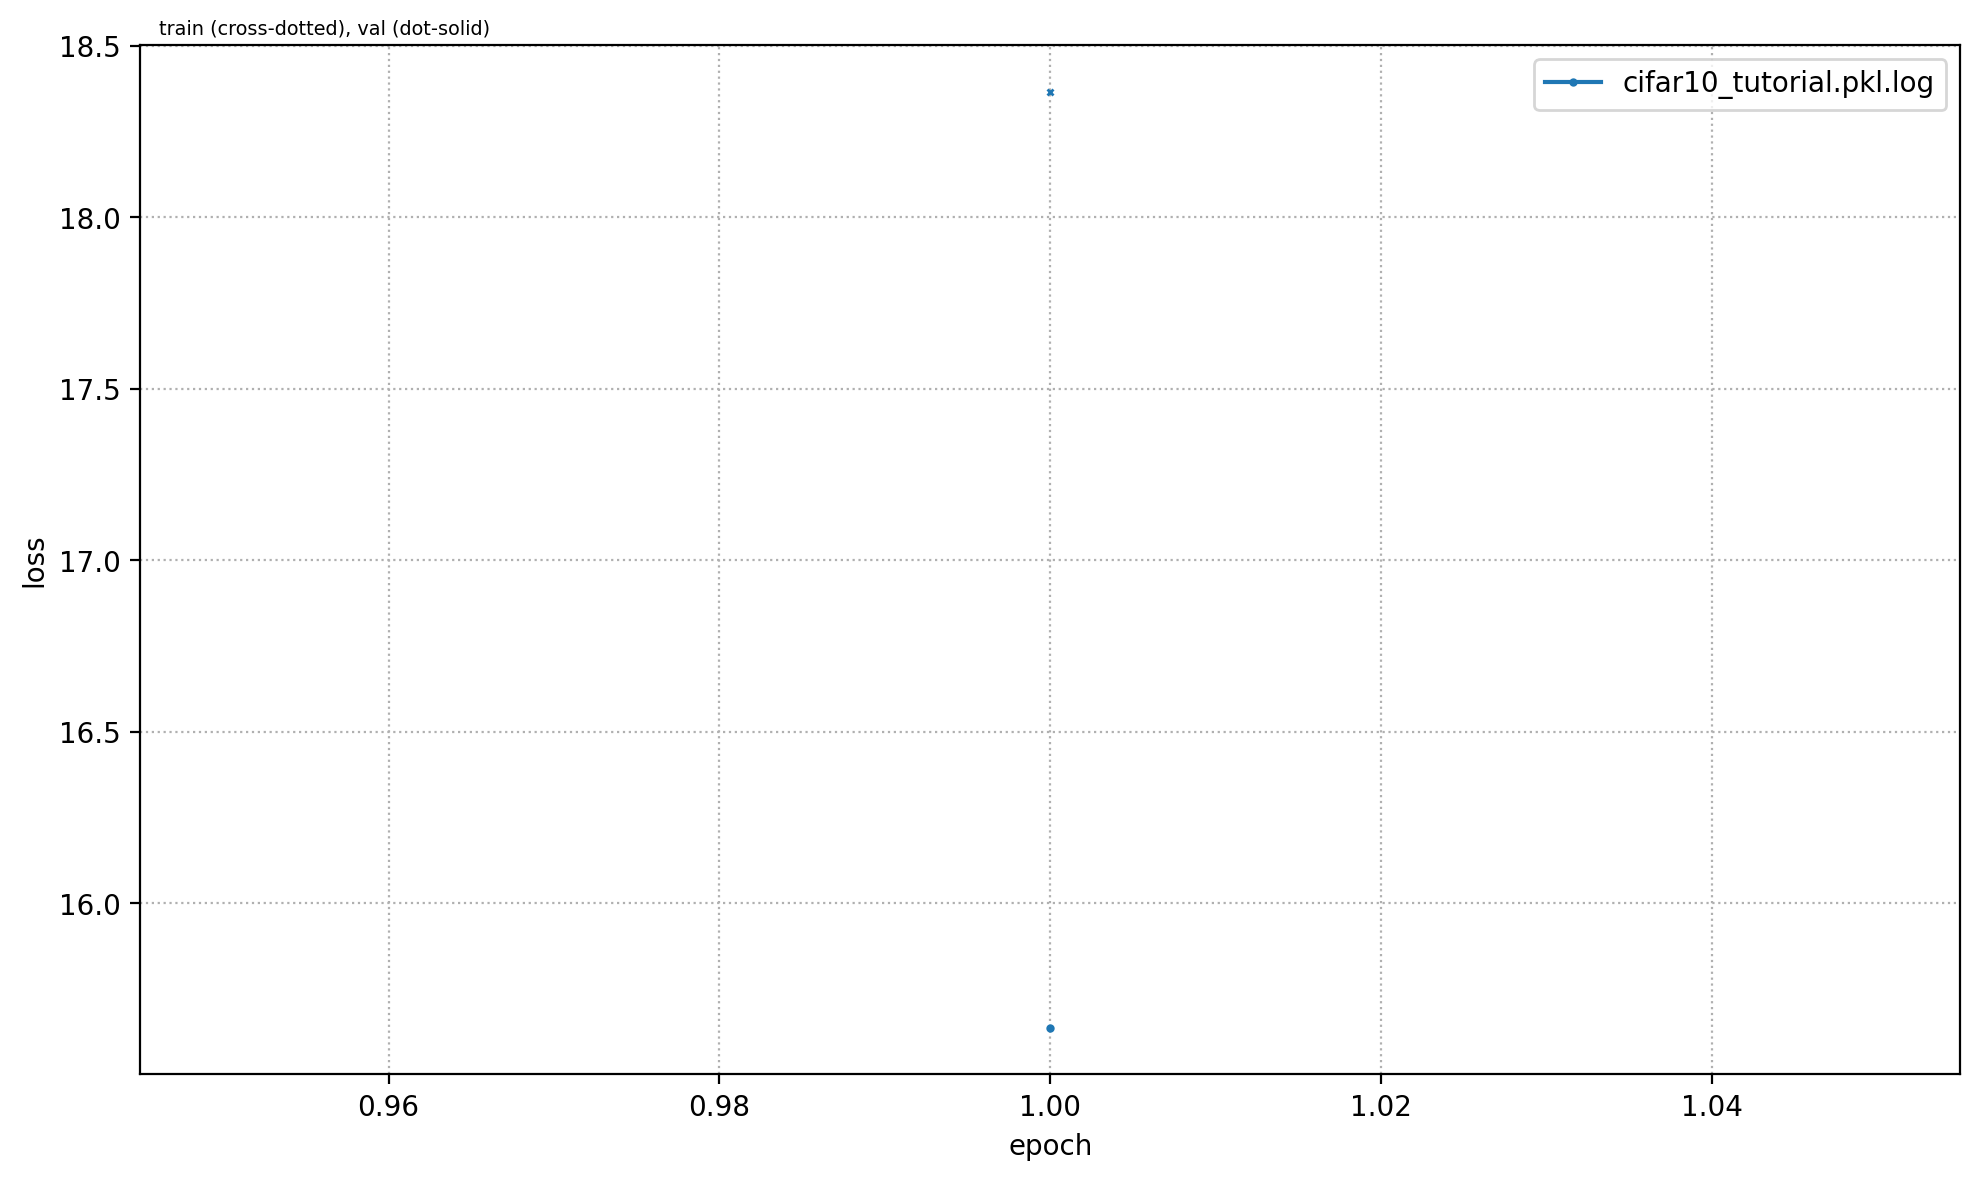 train (cross-dotted), val (dot-solid)
cifar10_tutorial.pkl.log
18.5
18.0
17.5
17.0
16.5
16.0
loss
0.96 0.98 1.00 1.02 1.04
epoch